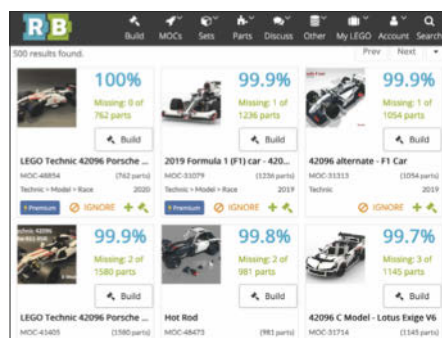 RB
Build MOCs Sets Parts Discuss Other My LEGO Account Search
500 results found.
Prev Next
100%
Missing: 0 of
762 parts
Build
LEGO Technic 42096 Porsche ...
MOC-48854 (762 parts)
Technic > Model > Race 2020
Premium IGNORE
99.9%
Missing: 1 of
1236 parts
Build
2019 Formula 1 (F1) car - 420...
MOC-31079 (1236 parts)
Technic > Model > Race 2019
Premium IGNORE
99.9%
Missing: 1 of
1054 parts
Build
42096 alternate - F1 Car
MOC-31313 (1054 parts)
Technic 2019
IGNORE
99.9%
Missing: 2 of
1580 parts
Build
LEGO Technic 42096 Porsche ...
MOC-41405 (1580 parts)
99.8%
Missing: 2 of
981 parts
Build
Hot Rod
MOC-48473 (981 parts)
99.7%
Missing: 3 of
1145 parts
Build
42096 C Model - Lotus Exige V6
MOC-31714 (1145 parts)